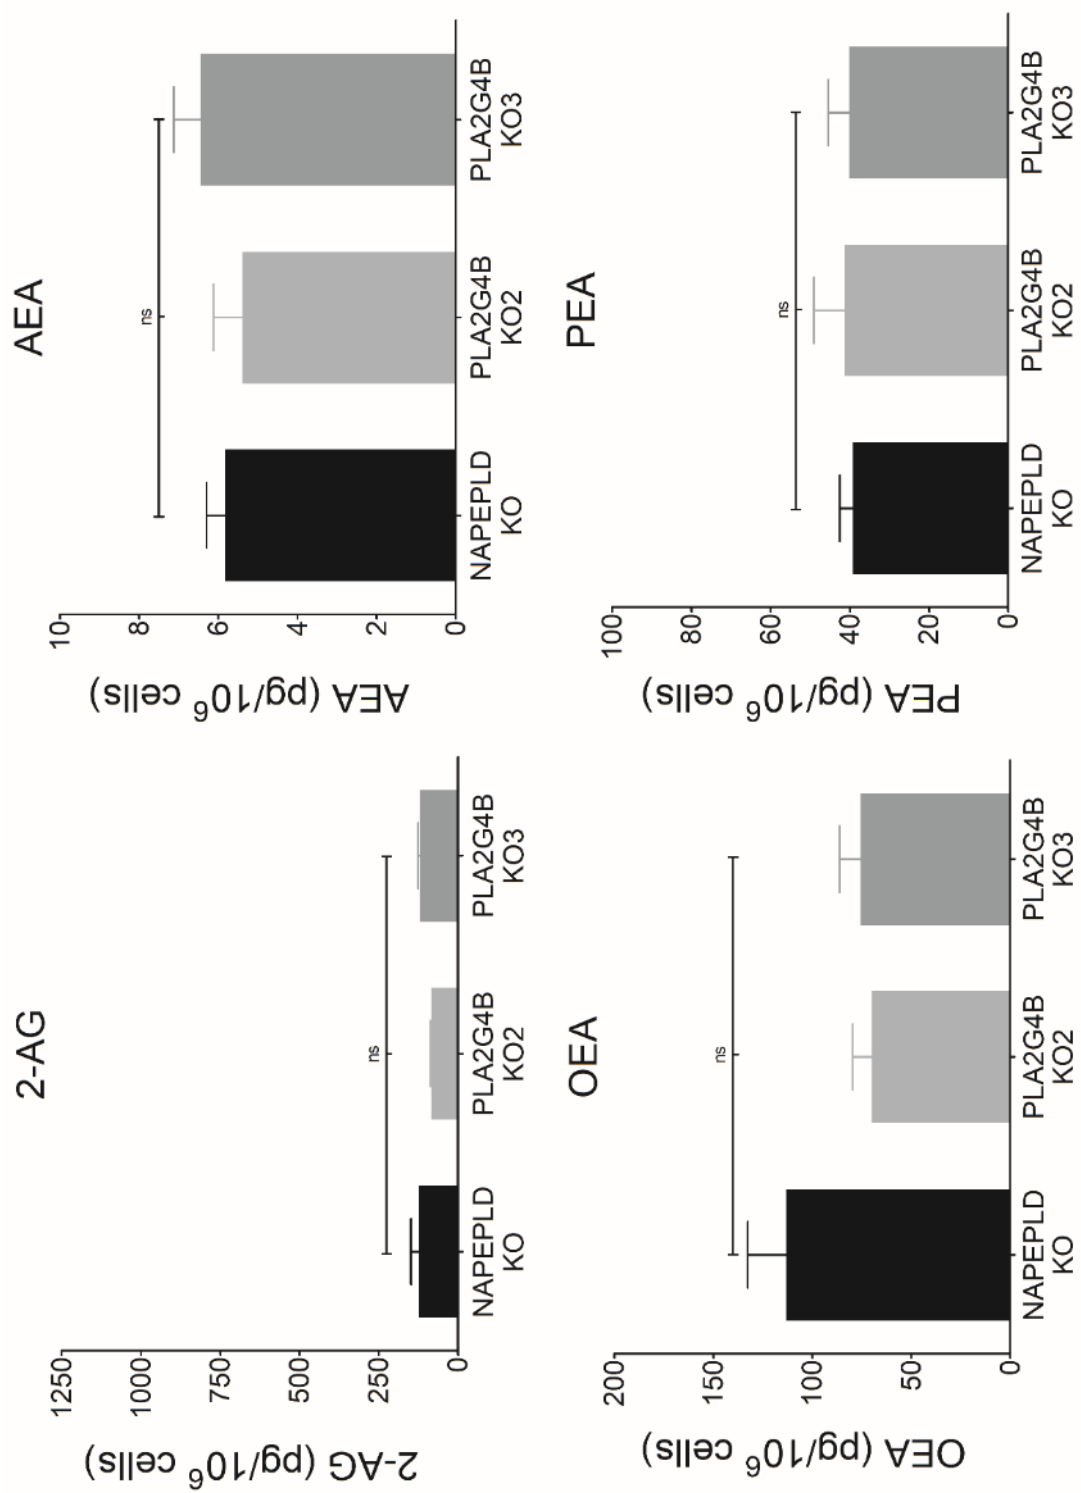 2-AG
2-AG (pg/10⁶ cells)
1250
1000
750
500
250
0
ns
NAPEPLD
KO
PLA2G4B
KO2
PLA2G4B
KO3
AEA
AEA (pg/10⁶ cells)
10
8
6
4
2
0
ns
NAPEPLD
KO
PLA2G4B
KO2
PLA2G4B
KO3
OEA
OEA (pg/10⁶ cells)
200
150
100
50
0
ns
NAPEPLD
KO
PLA2G4B
KO2
PLA2G4B
KO3
PEA
PEA (pg/10⁶ cells)
100
80
60
40
20
0
ns
NAPEPLD
KO
PLA2G4B
KO2
PLA2G4B
KO3